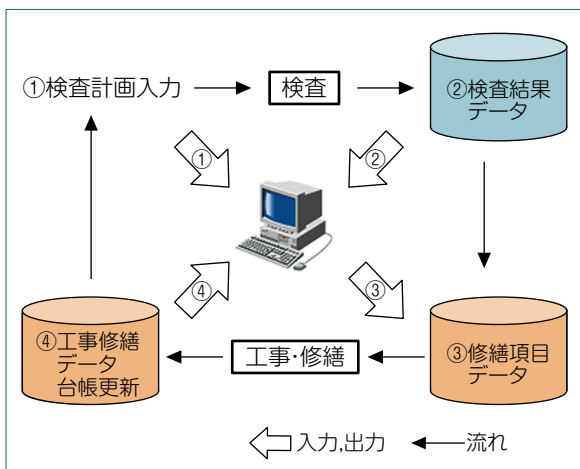 ①検査計画入力
検査
②検査結果
データ
①
②
④
③
④工事修繕
データ
台帳更新
工事・修繕
③修繕項目
データ
入力,出力
流れ